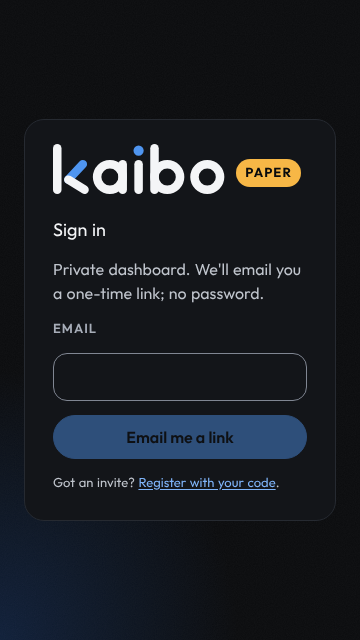 kaibo PAPER
Sign in
Private dashboard. We'll email you
a one-time link; no password.
EMAIL
Email me a link
Got an invite? Register with your code.